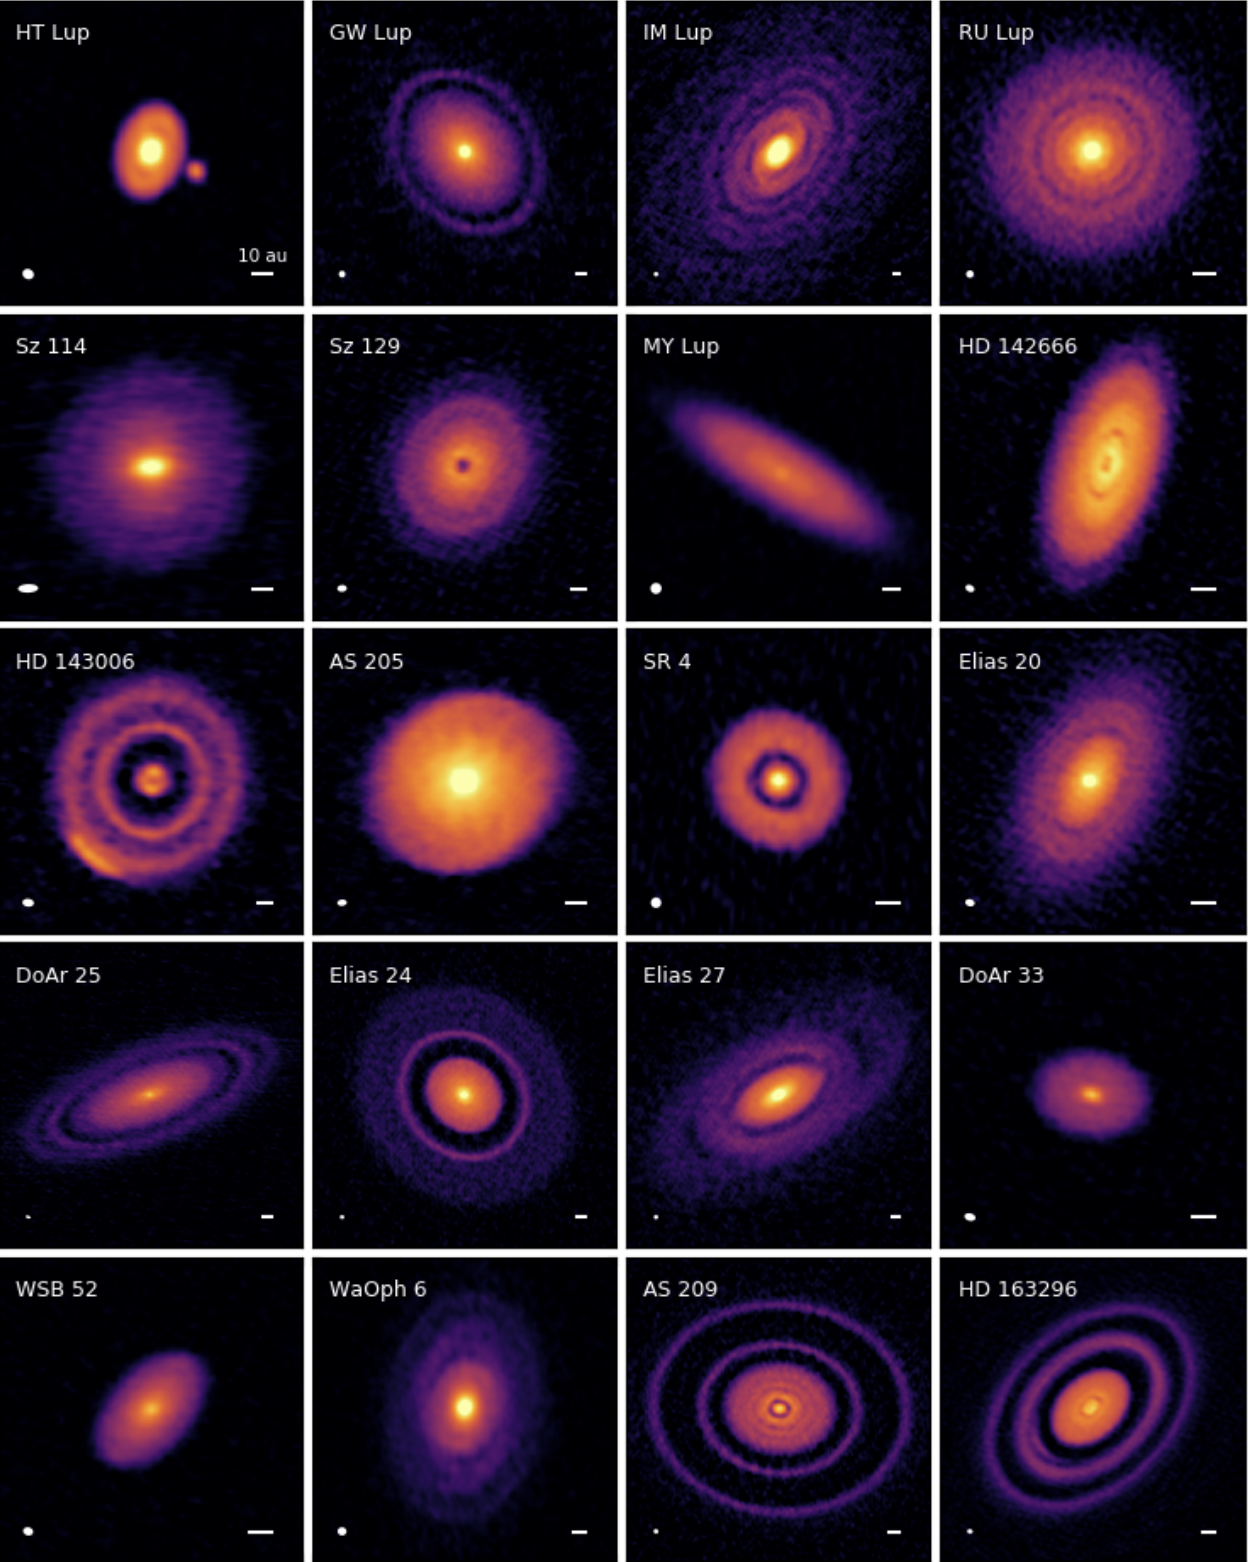 HT Lup
GW Lup
IM Lup
RU Lup
10 au
Sz 114
Sz 129
MY Lup
HD 142666
HD 143006
AS 205
SR 4
Elias 20
DoAr 25
Elias 24
Elias 27
DoAr 33
WSB 52
WaOph 6
AS 209
HD 163296